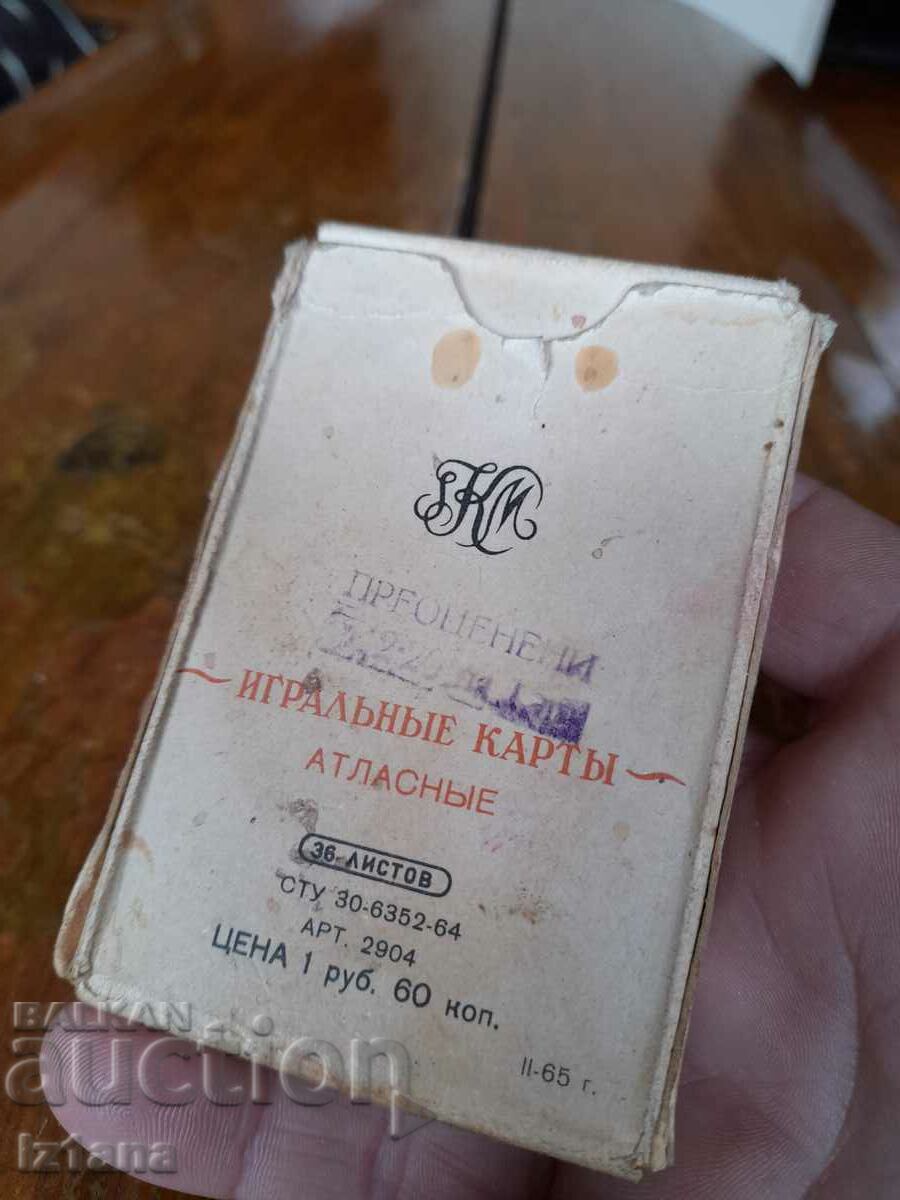 КМ
ПРЕОЦЕНЕНИ
ИГРАЛЬНЫЕ КАРТЫ
АТЛАСНЫЕ
36 ЛИСТОВ
СТУ 30-6352-64
АРТ. 2904
ЦЕНА 1 руб. 60 коп.
II-65 г.
BALKAN
auction
Iztana